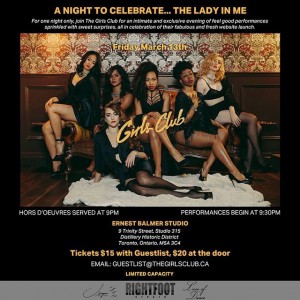 A NIGHT TO CELEBRATE... THE LADY IN ME
For one night only, join The Girls Club for an intimate and exclusive evening of feel good performances
sprinkled with sweet surprises, all in celebration of their fabulous and fresh website launch.
Friday March 13th
Girls Club
HORS D'OEUVRES SERVED AT 9PM
PERFORMANCES BEGIN AT 9:30PM
ERNEST BALMER STUDIO
9 Trinity Street, Studio 315
Distillery Historic District
Toronto, Ontario, M5A 3C4
Tickets $15 with Guestlist, $20 at the door
EMAIL: GUESTLIST@THEGIRLSCLUB.CA
LIMITED CAPACITY
RIGHTFOOT